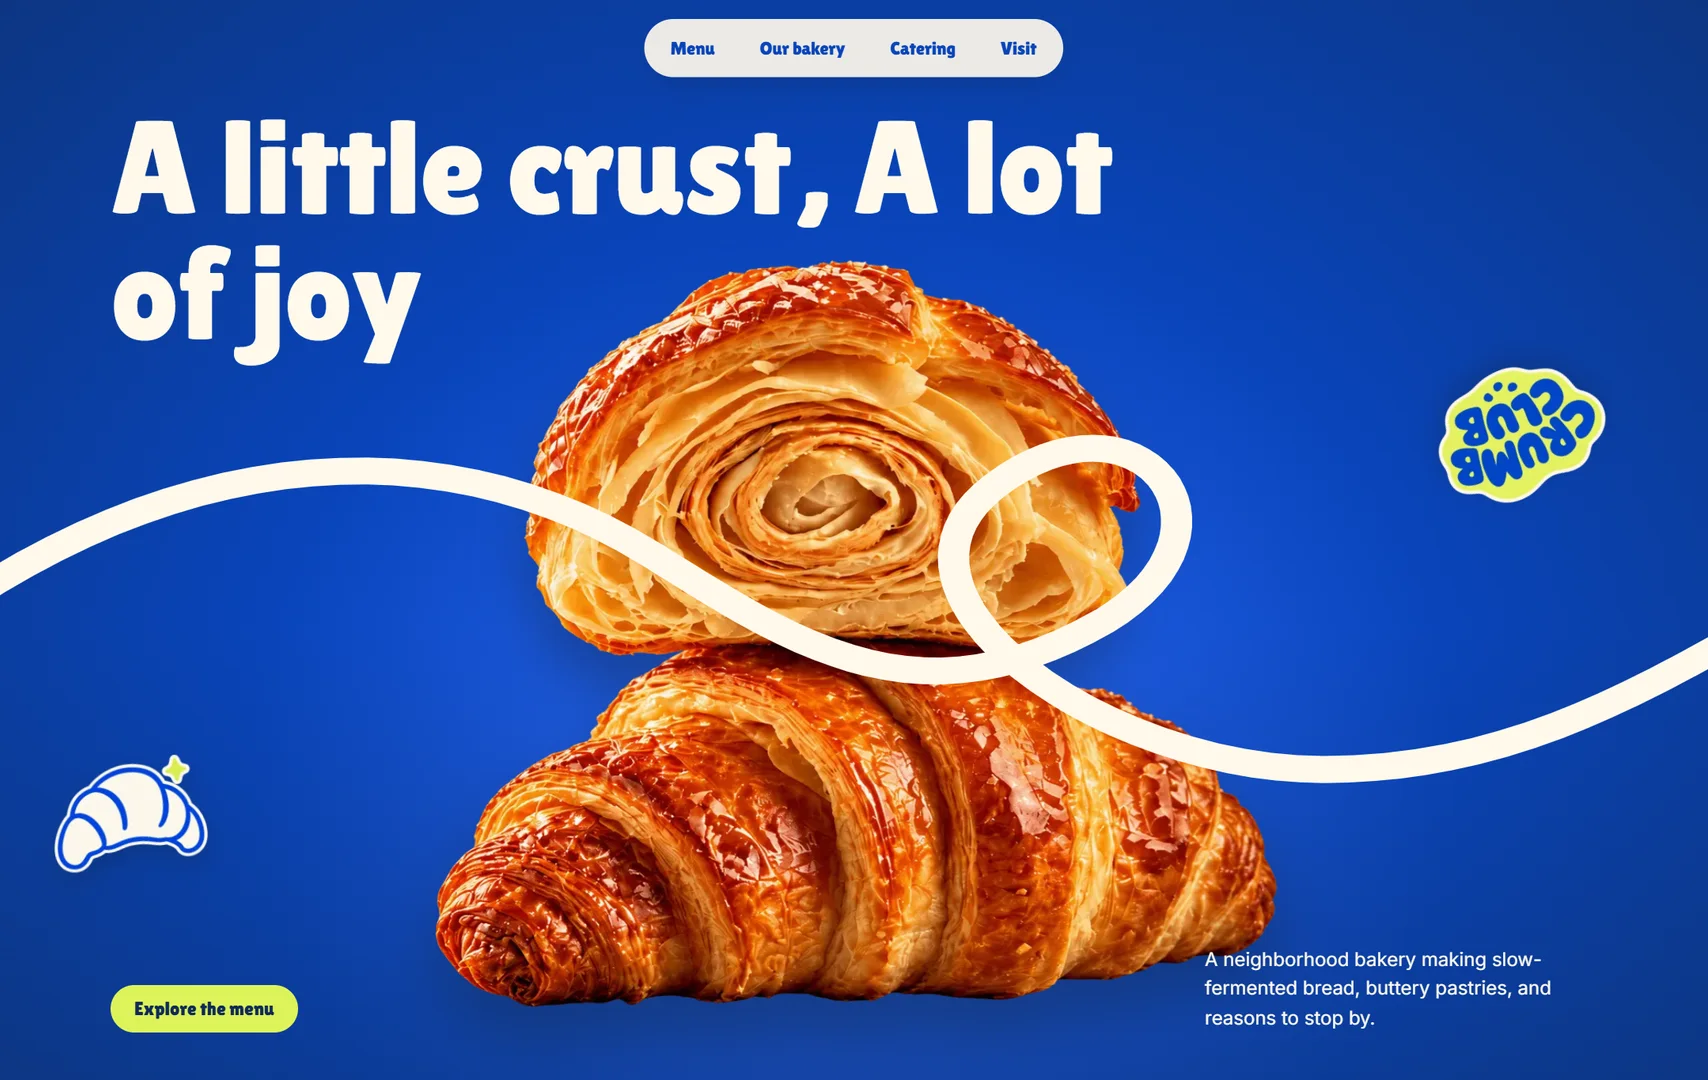 Menu Our bakery Catering Visit
A little crust, A lot
of joy
CRUMB
CLUB
Explore the menu
A neighborhood bakery making slow-
fermented bread, buttery pastries, and
reasons to stop by.